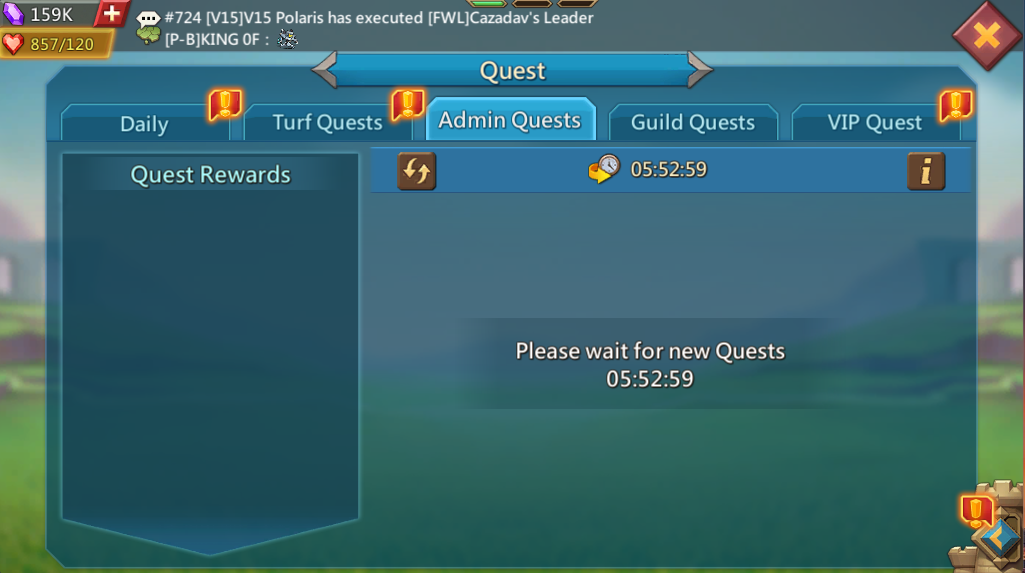 159K
857/120
#724 [V15]V15 Polaris has executed [FWL]Cazadav's Leader
[P-B]KING 0F :
Quest
Daily
Turf Quests
Admin Quests
Guild Quests
VIP Quest
Quest Rewards
05:52:59
i
Please wait for new Quests
05:52:59